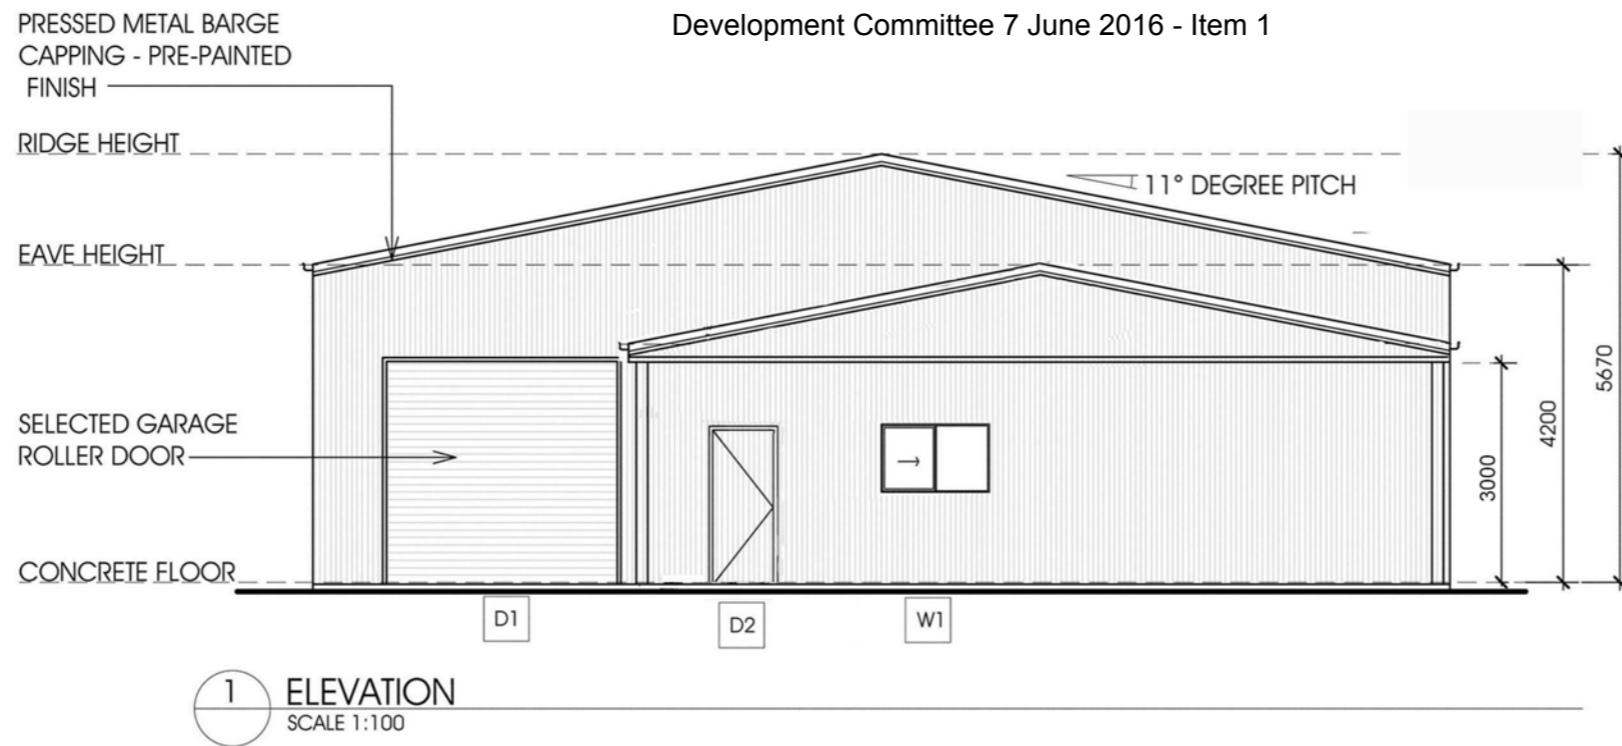 Development Committee 7 June 2016 - Item 1
PRESSED METAL BARGE
CAPPING - PRE-PAINTED
FINISH
RIDGE HEIGHT
11° DEGREE PITCH
EAVE HEIGHT
5670
4200
3000
SELECTED GARAGE
ROLLER DOOR
CONCRETE FLOOR
D1
D2
W1
1
ELEVATION
SCALE 1:100